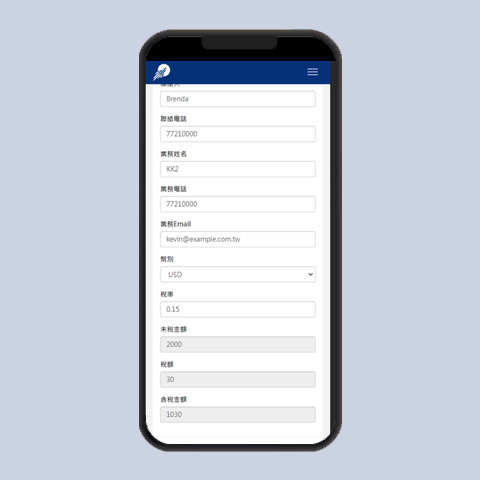 Brenda
聯絡電話
77210000
業務姓名
KK2
業務電話
77210000
業務Email
kevin@example.com.tw
幣別
USD
稅率
0.15
未稅金額
2000
稅額
30
含稅金額
1030